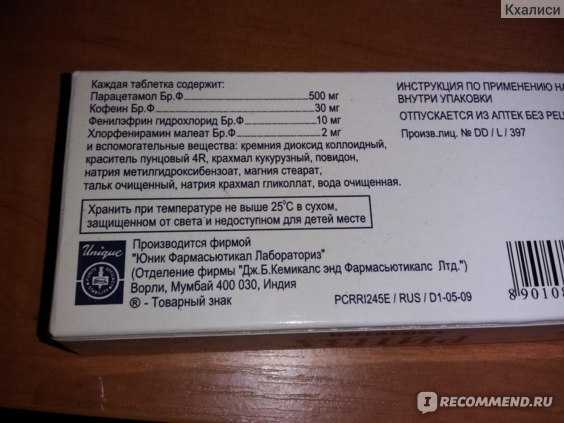 Кхалиси
Каждая таблетка содержит:
Парацетамол Бр.Ф 500 мг
Кофеин Бр.Ф 30 мг
Фенилэфрин гидрохлорид Бр.Ф 10 мг
Хлорфенирамин малеат Бр.Ф 2 мг
и вспомогательные вещества: кремния диоксид коллоидный,
краситель пунцовый 4R, крахмал кукурузный, повидон,
натрия метилгидроксибензоат, магния стеарат,
тальк очищенный, натрия крахмал гликоллат, вода очищенная.
Хранить при температуре не выше 25°C в сухом,
защищенном от света и недоступном для детей месте
Unique
Производится фирмой
"Юник Фармасьютикал Лабораториз"
(Отделение фирмы "Дж.Б.Кемикалс энд Фармасьютикалс Лтд.")
Ворли, Мумбай 400 030, Индия
® - Товарный знак
PCRRI245E / RUS / D1-05-09
ИНСТРУКЦИЯ ПО ПРИМЕНЕНИЮ НА
ВНУТРИ УПАКОВКИ
ОТПУСКАЕТСЯ ИЗ АПТЕК БЕЗ РЕЦ
Произв.лиц. № DD / L / 397
8 90108
IRECOMMEND.RU